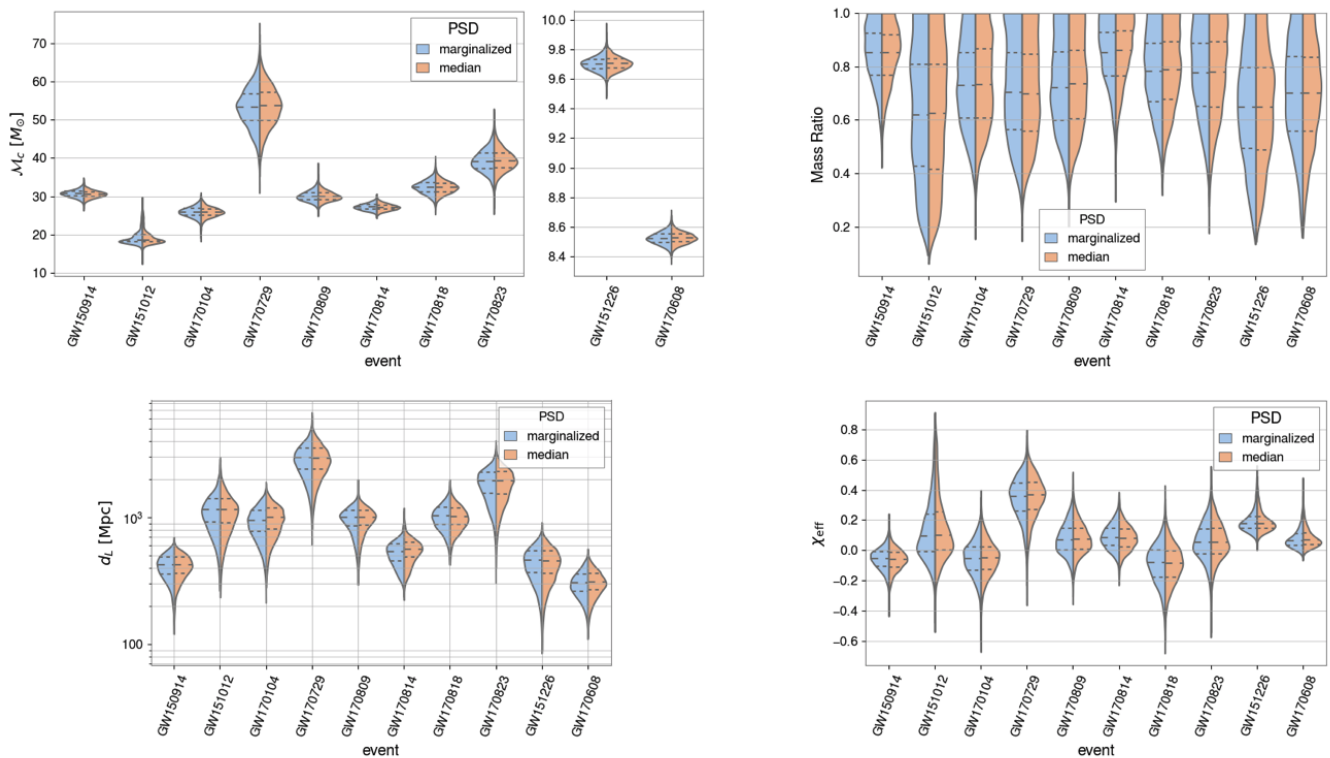 PSD
marginalized
median
70
60
50
40
30
20
10
ℳc [M⊙]
GW150914
GW151012
GW170104
GW170729
GW170809
GW170814
GW170818
GW170823
event
10.0
9.8
9.6
9.4
9.2
9.0
8.8
8.6
8.4
GW151226
GW170608
1.0
0.8
0.6
0.4
0.2
Mass Ratio
PSD
marginalized
median
GW150914
GW151012
GW170104
GW170729
GW170809
GW170814
GW170818
GW170823
GW151226
GW170608
event
PSD
marginalized
median
10³
100
dL [Mpc]
GW150914
GW151012
GW170104
GW170729
GW170809
GW170814
GW170818
GW170823
GW151226
GW170608
event
PSD
marginalized
median
0.8
0.6
0.4
0.2
0.0
−0.2
−0.4
−0.6
χeff
GW150914
GW151012
GW170104
GW170729
GW170809
GW170814
GW170818
GW170823
GW151226
GW170608
event